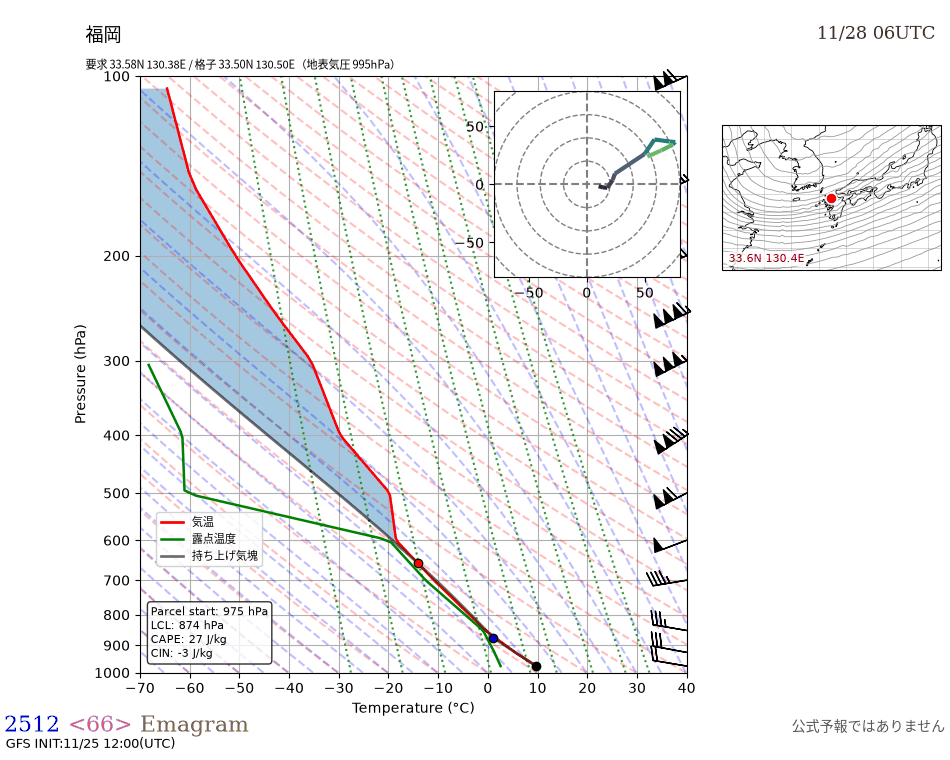 福岡
11/28 06UTC
要求 33.58N 130.38E / 格子 33.50N 130.50E（地表気圧 995hPa）
100
200
300
400
500
600
700
800
900
1000
Pressure (hPa)
50
0
−50
−50 0 50
33.6N 130.4E
気温
露点温度
持ち上げ気塊
Parcel start: 975 hPa
LCL: 874 hPa
CAPE: 27 J/kg
CIN: -3 J/kg
−70 −60 −50 −40 −30 −20 −10 0 10 20 30 40
Temperature (°C)
2512 <66> Emagram
公式予報ではありません
GFS INIT:11/25 12:00(UTC)